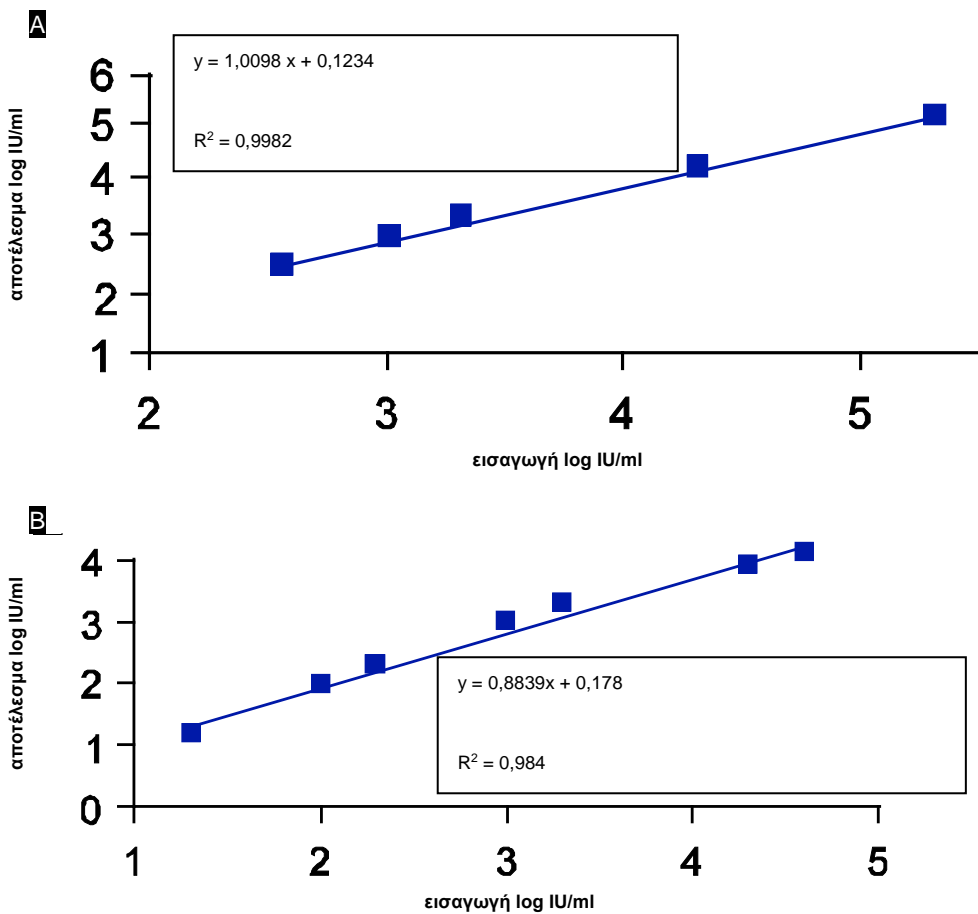 A
y = 1,0098 x + 0,1234
R² = 0,9982
αποτέλεσμα log IU/ml
6
5
4
3
2
1
2 3 4 5
εισαγωγή log IU/ml
B
αποτέλεσμα log IU/ml
4
3
2
1
0
y = 0,8839x + 0,178
R² = 0,984
1 2 3 4 5
εισαγωγή log IU/ml